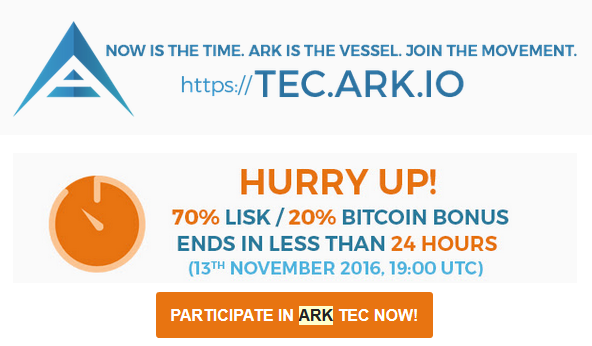 NOW IS THE TIME. ARK IS THE VESSEL. JOIN THE MOVEMENT.
https://TEC.ARK.IO
HURRY UP!
70% LISK / 20% BITCOIN BONUS
ENDS IN LESS THAN 24 HOURS
(13TH NOVEMBER 2016, 19:00 UTC)
PARTICIPATE IN ARK TEC NOW!